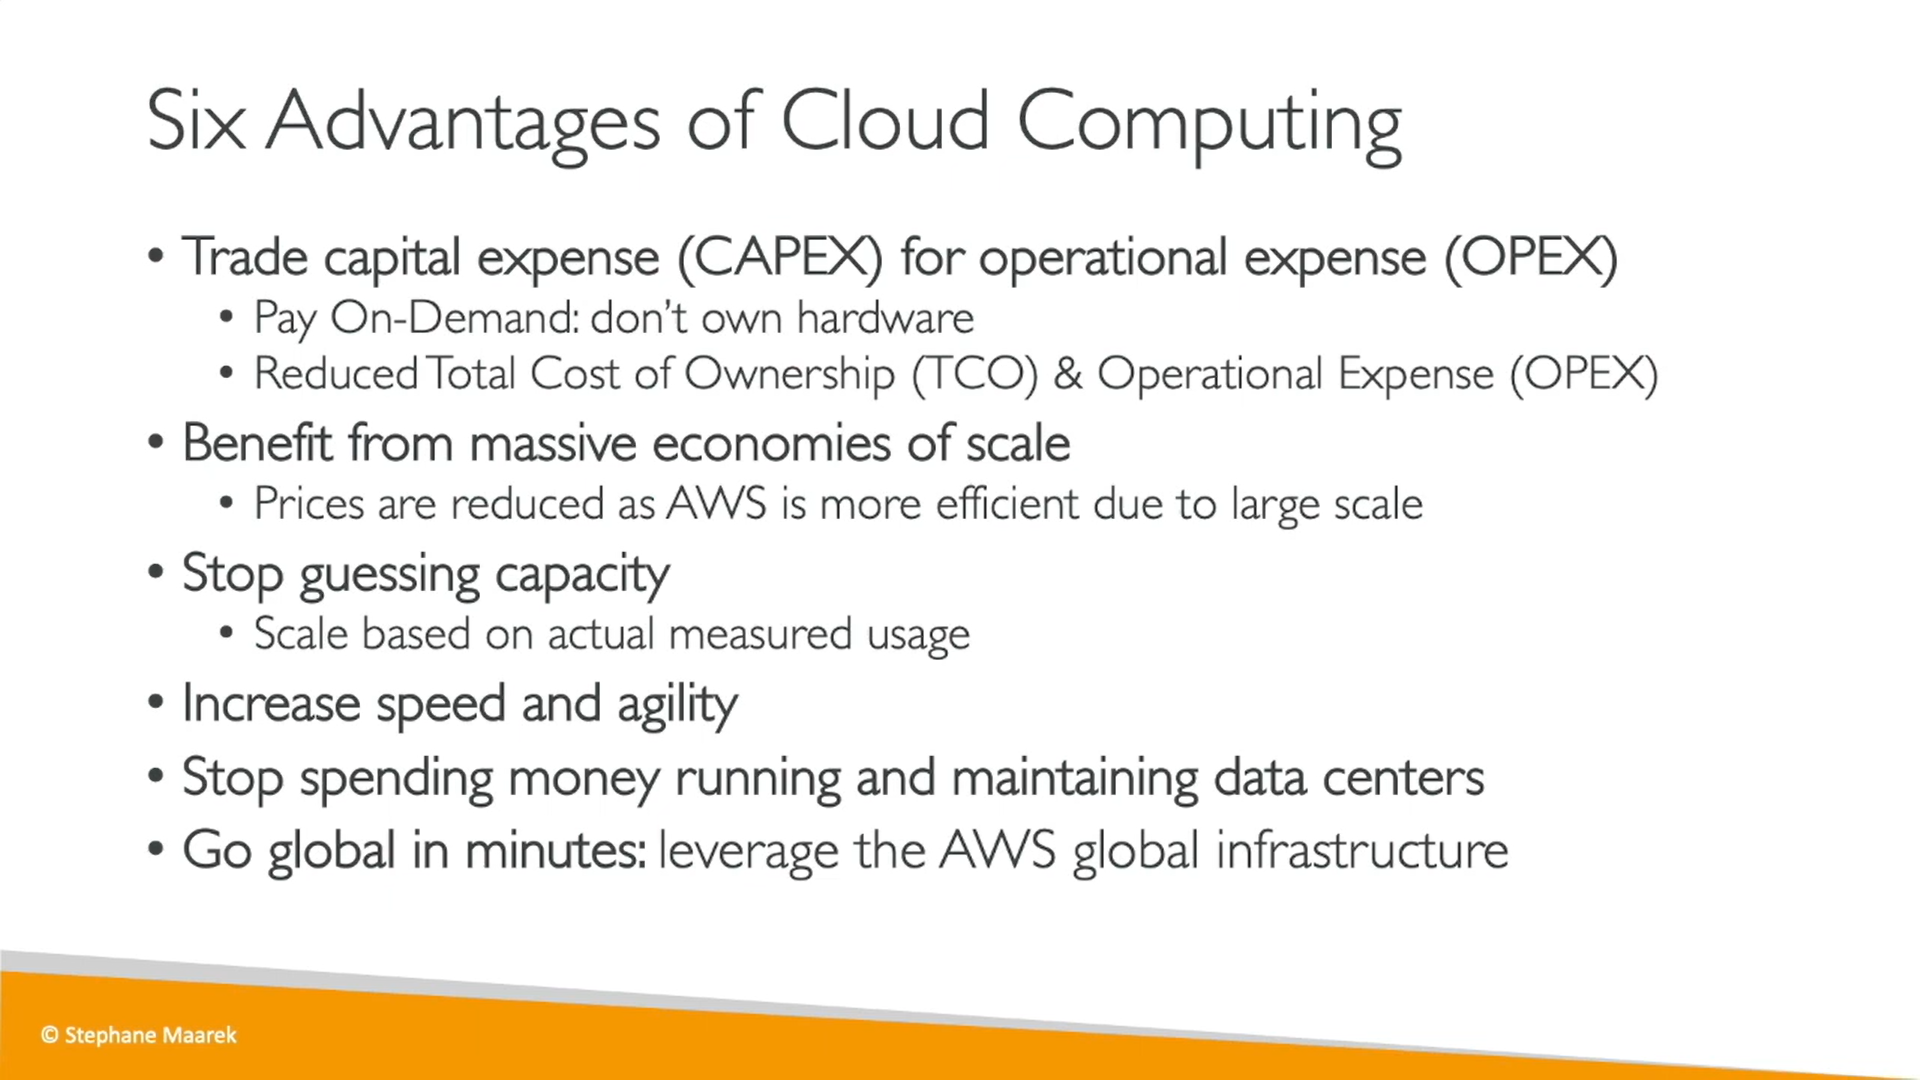 Six Advantages of Cloud Computing
• Trade capital expense (CAPEX) for operational expense (OPEX)
• Pay On-Demand: don’t own hardware
• Reduced Total Cost of Ownership (TCO) & Operational Expense (OPEX)
• Benefit from massive economies of scale
• Prices are reduced as AWS is more efficient due to large scale
• Stop guessing capacity
• Scale based on actual measured usage
• Increase speed and agility
• Stop spending money running and maintaining data centers
• Go global in minutes: leverage the AWS global infrastructure
© Stephane Maarek